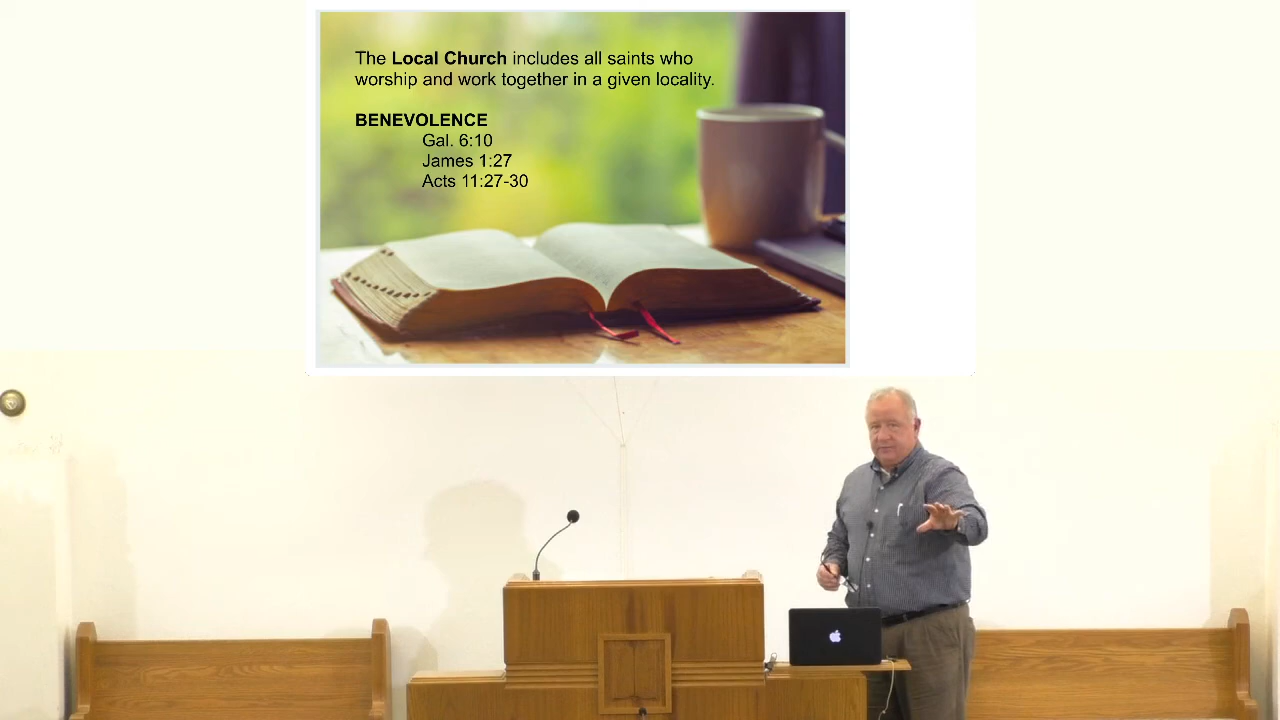 The Local Church includes all saints who
worship and work together in a given locality.
BENEVOLENCE
Gal. 6:10
James 1:27
Acts 11:27-30